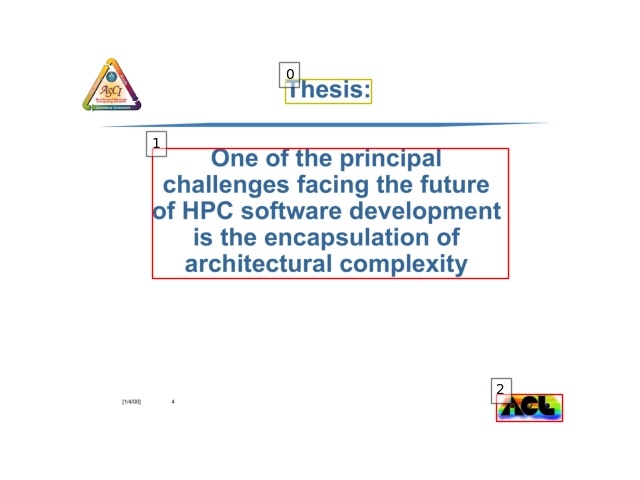 0
Thesis:
1
One of the principal
challenges facing the future
of HPC software development
is the encapsulation of
architectural complexity
2
ACL
[1/4/00] 4